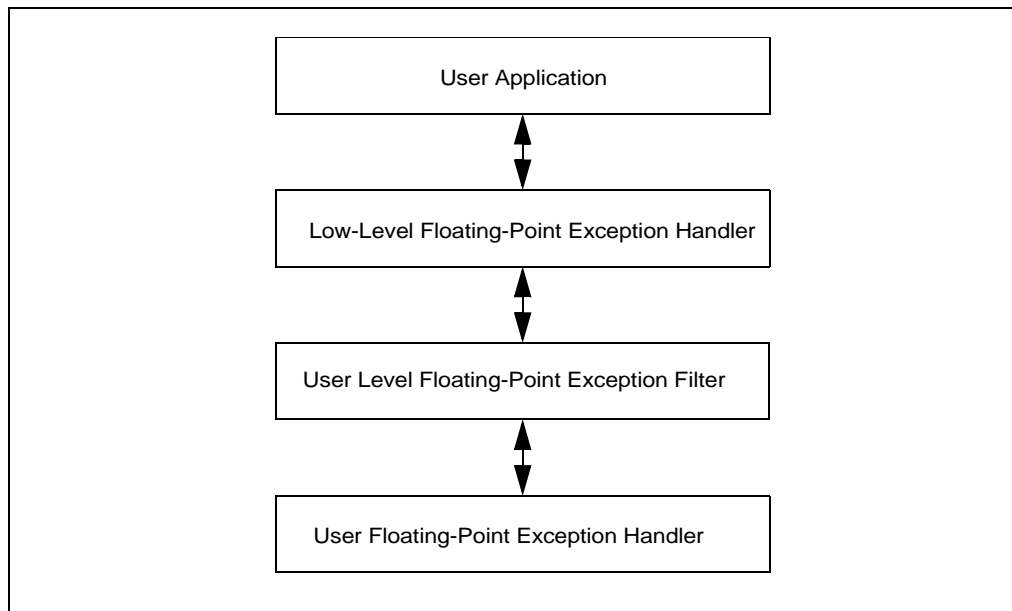 User Application
Low-Level Floating-Point Exception Handler
User Level Floating-Point Exception Filter
User Floating-Point Exception Handler